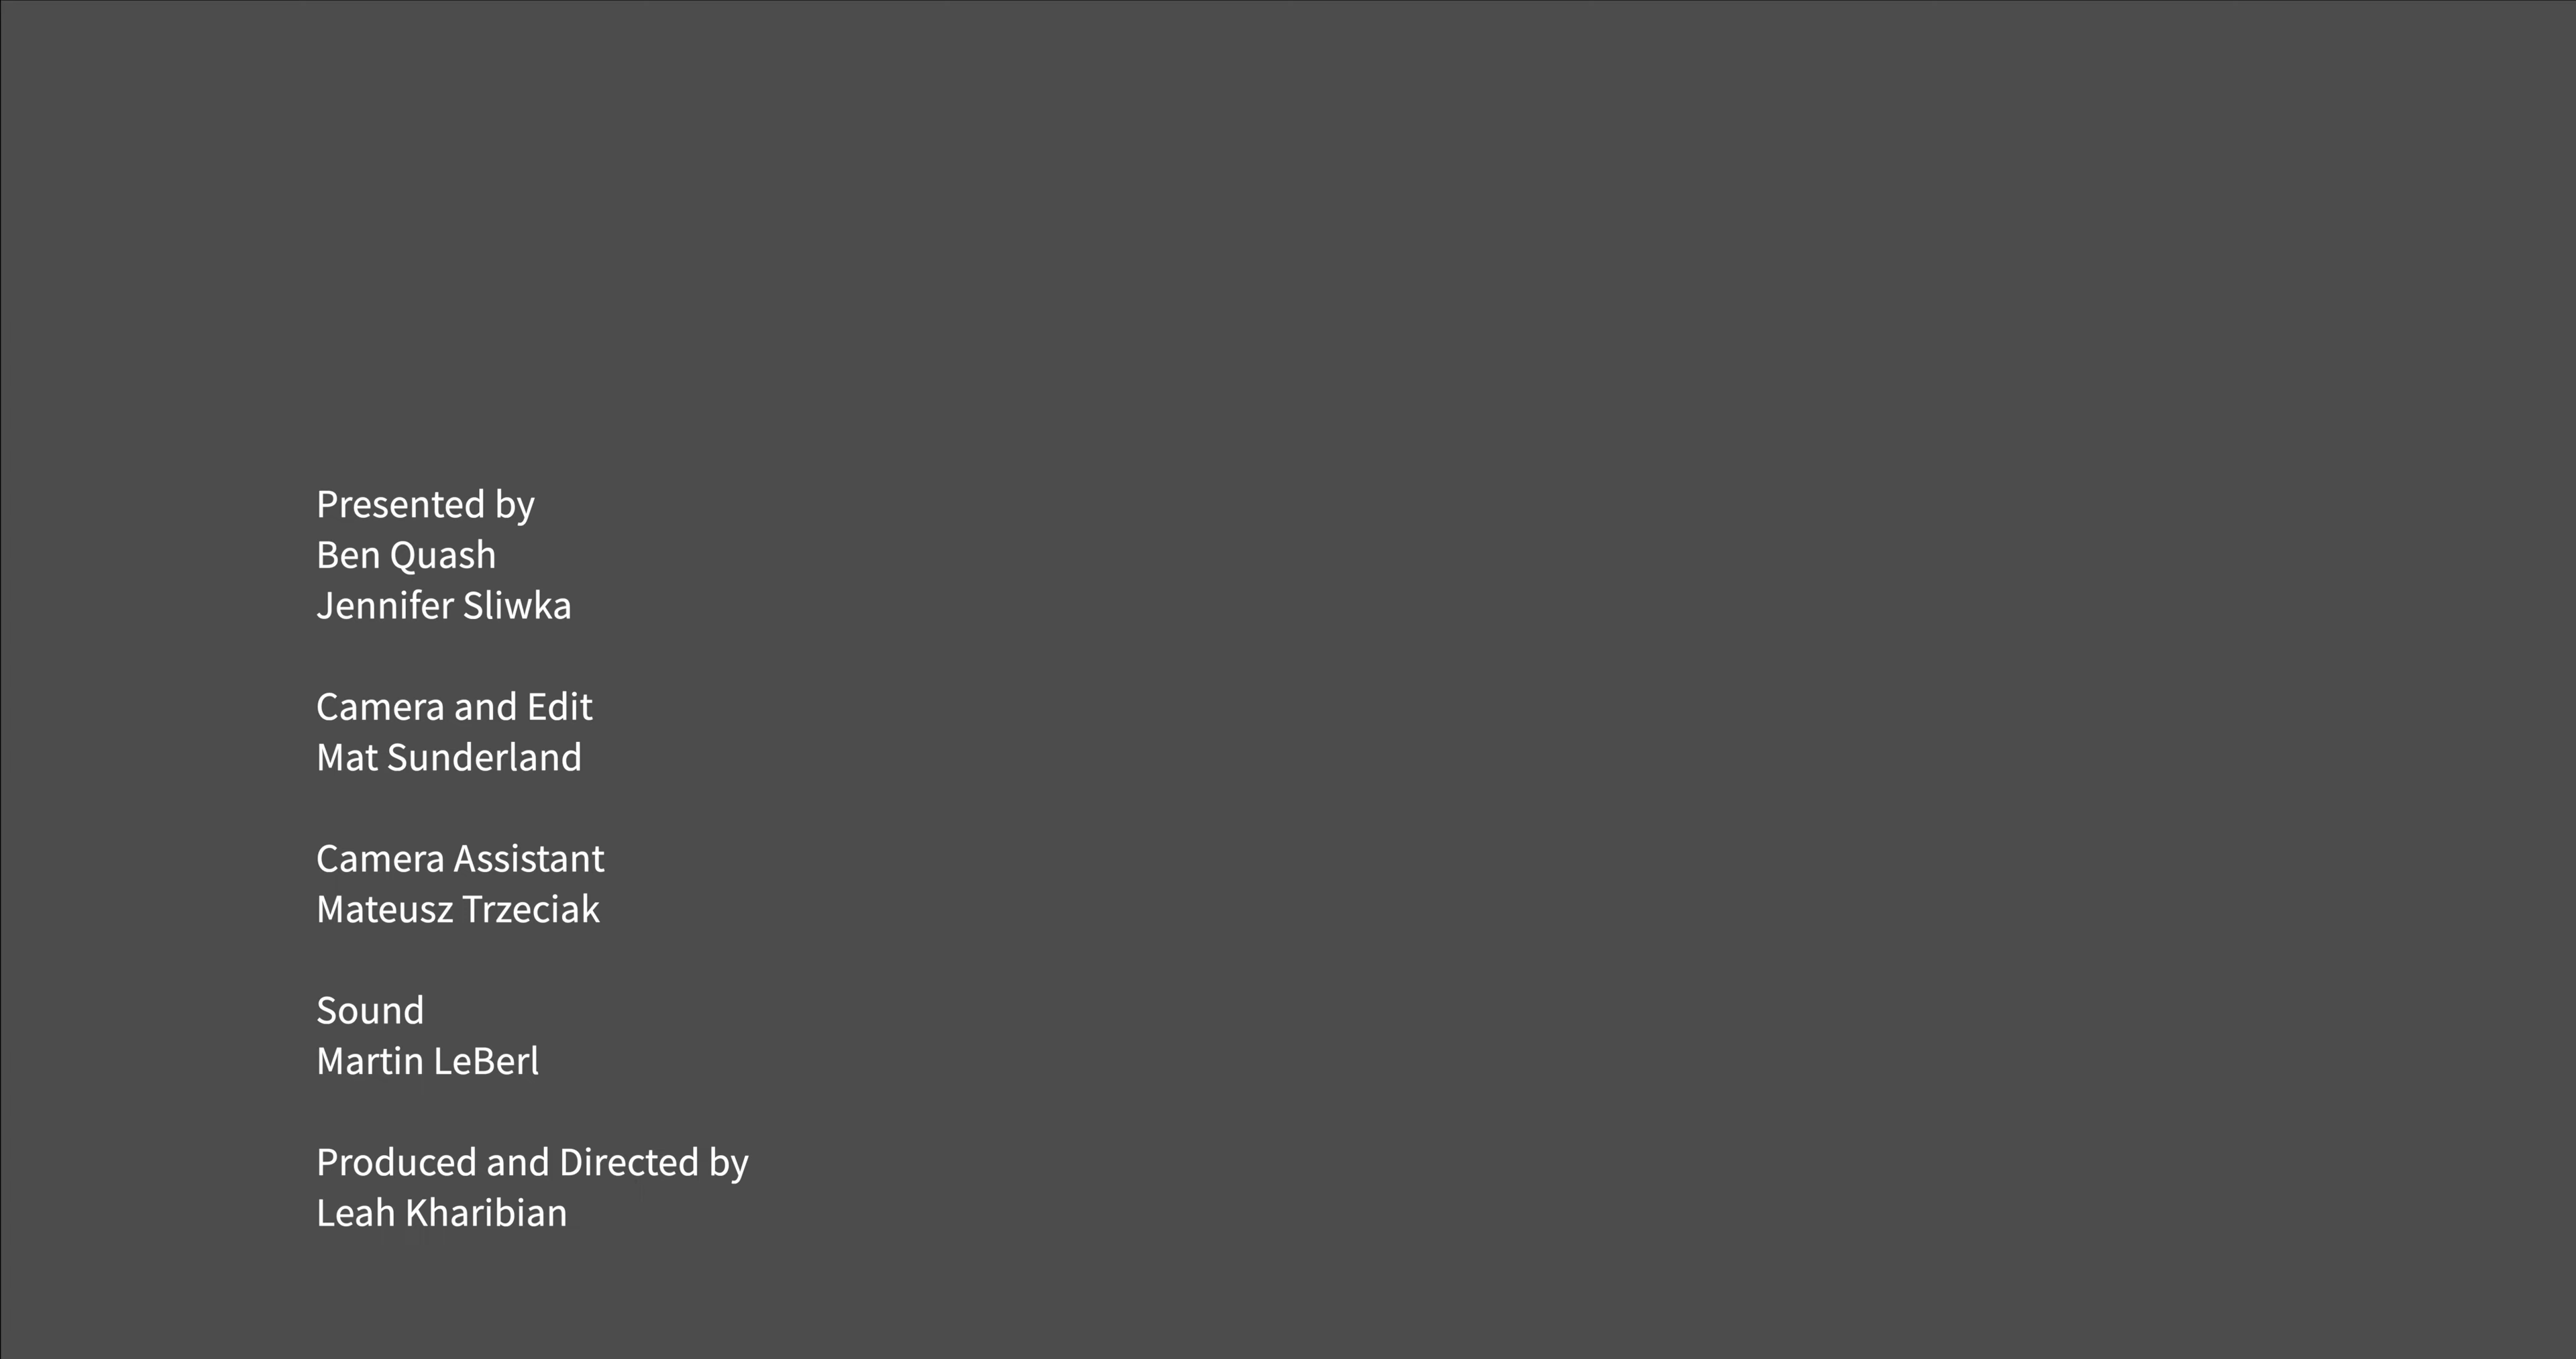 Presented by
Ben Quash
Jennifer Sliwka
Camera and Edit
Mat Sunderland
Camera Assistant
Mateusz Trzeciak
Sound
Martin LeBerl
Produced and Directed by
Leah Kharibian